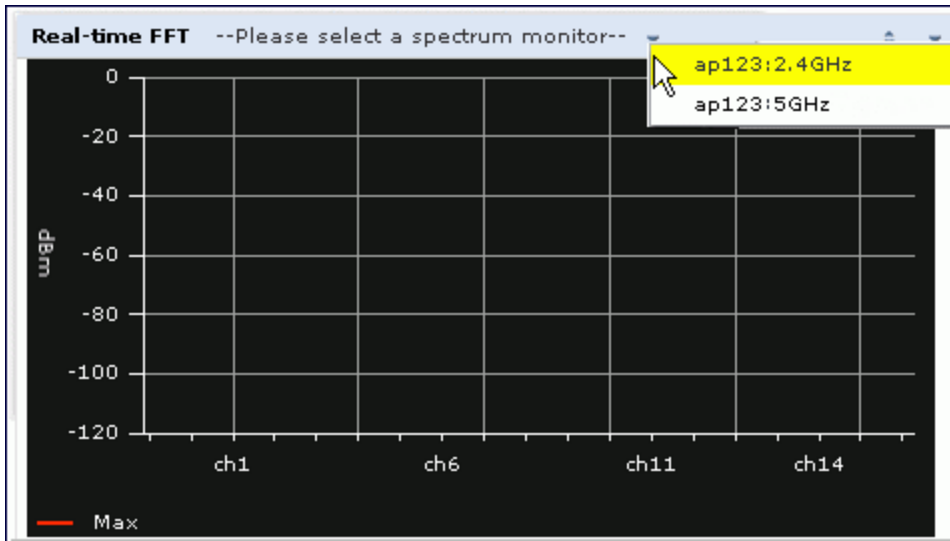 Real-time FFT --Please select a spectrum monitor--
ap123:2.4GHz
ap123:5GHz
0
-20
-40
-60
-80
-100
-120
dBm
ch1 ch6 ch11 ch14
Max